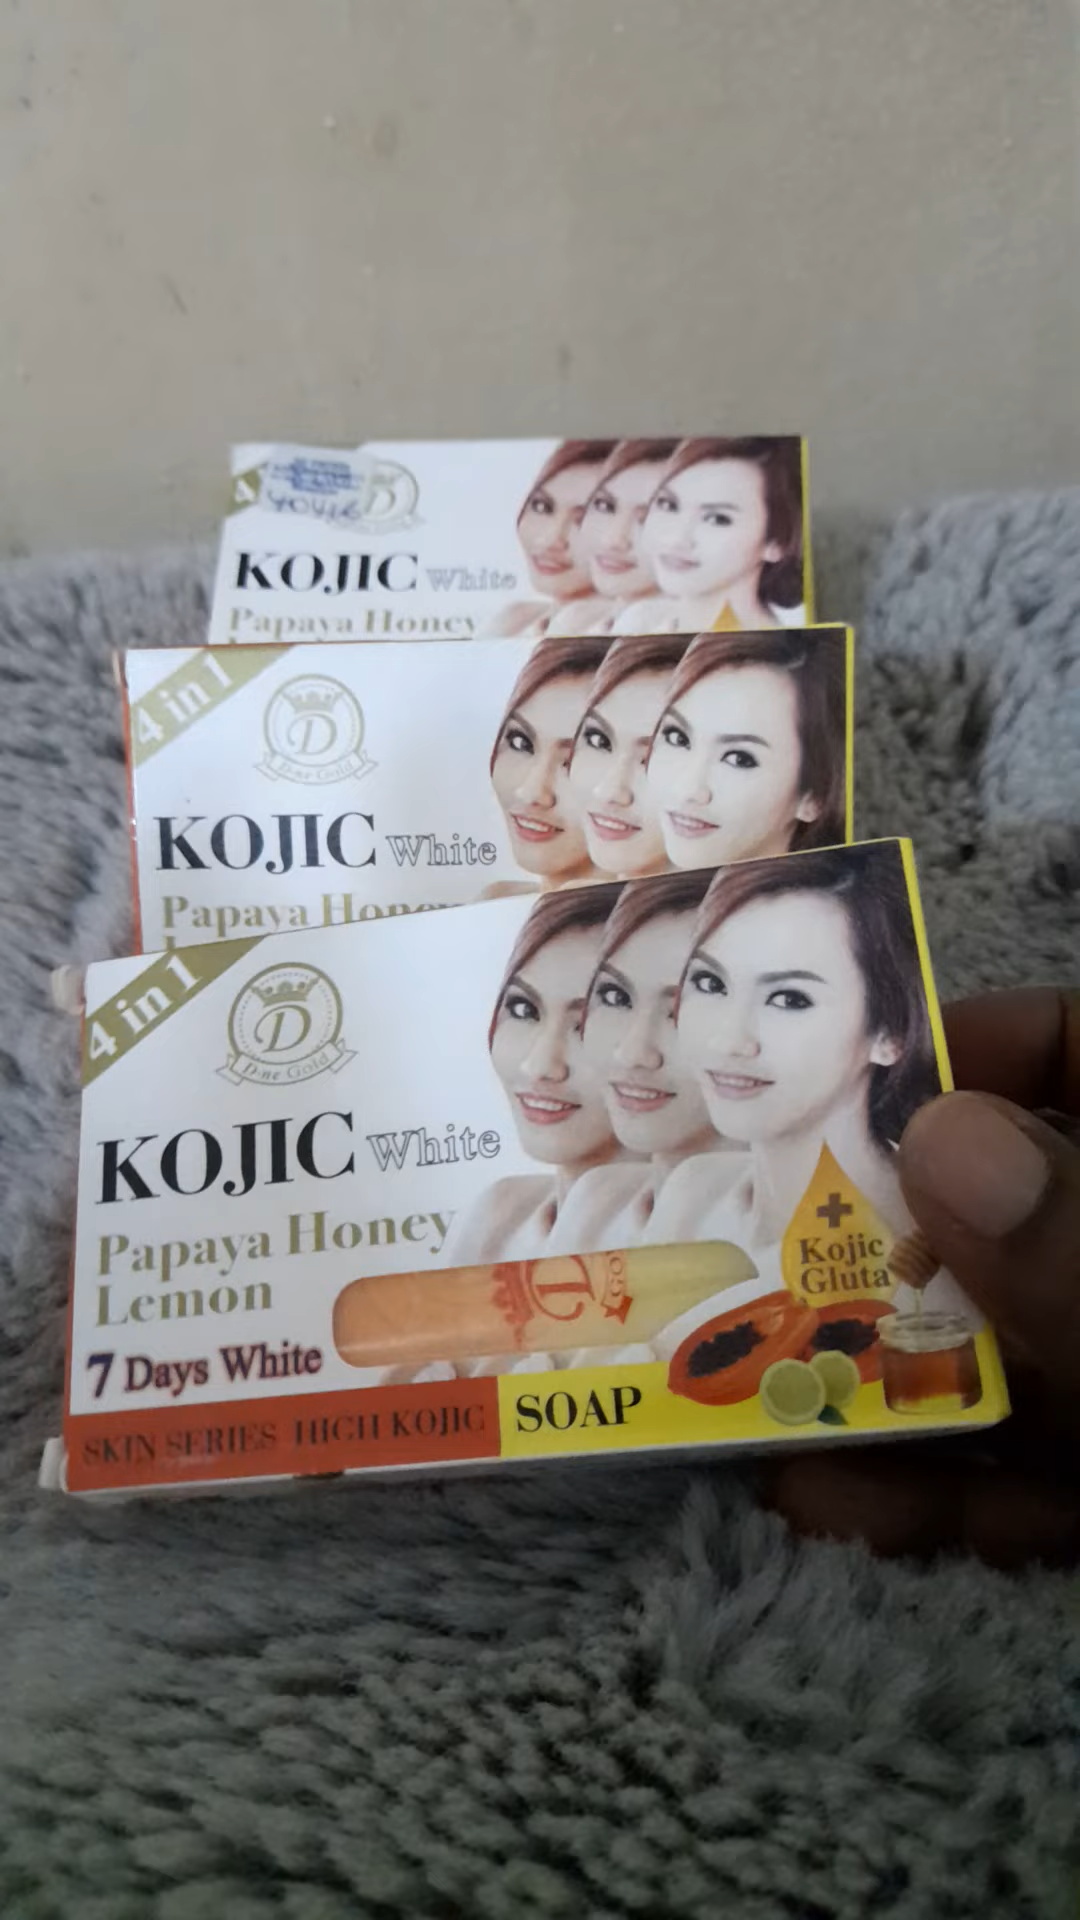 KOJIC White
Papaya Honey
4 in 1
D
D-ne Gold
KOJIC White
Papaya Honey
4 in 1
D
D-ne Gold
KOJIC White
Papaya Honey
Lemon
7 Days White
SKIN SERIES HIGH KOJIC
SOAP
+
Kojic
Gluta